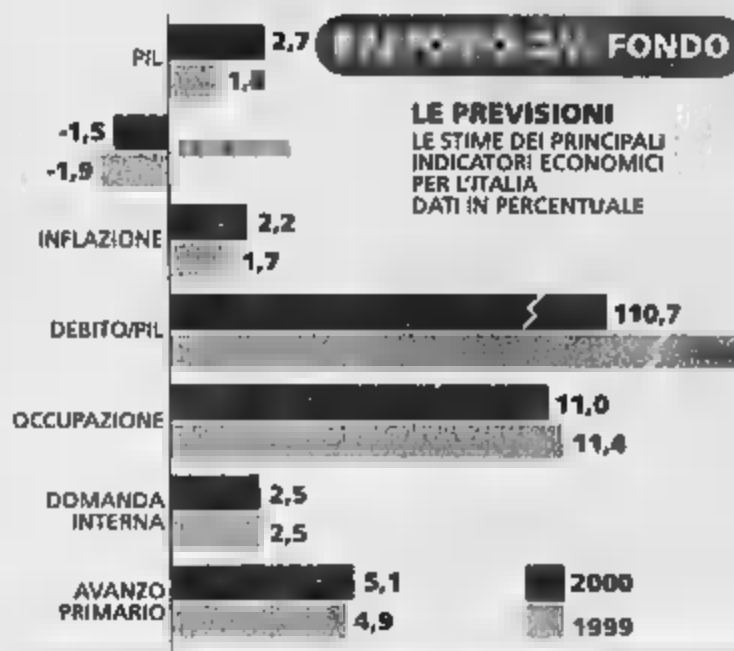 FONDO
LE PREVISIONI
LE STIME DEI PRINCIPALI
INDICATORI ECONOMICI
PER L'ITALIA
DATI IN PERCENTUALE
PIL
2,7
-1,5
-1,9
INFLAZIONE
2,2
1,7
DEBITO/PIL
110,7
OCCUPAZIONE
11,0
11,4
DOMANDA
INTERNA
2,5
2,5
AVANZO
PRIMARIO
5,1
4,9
2000
1999